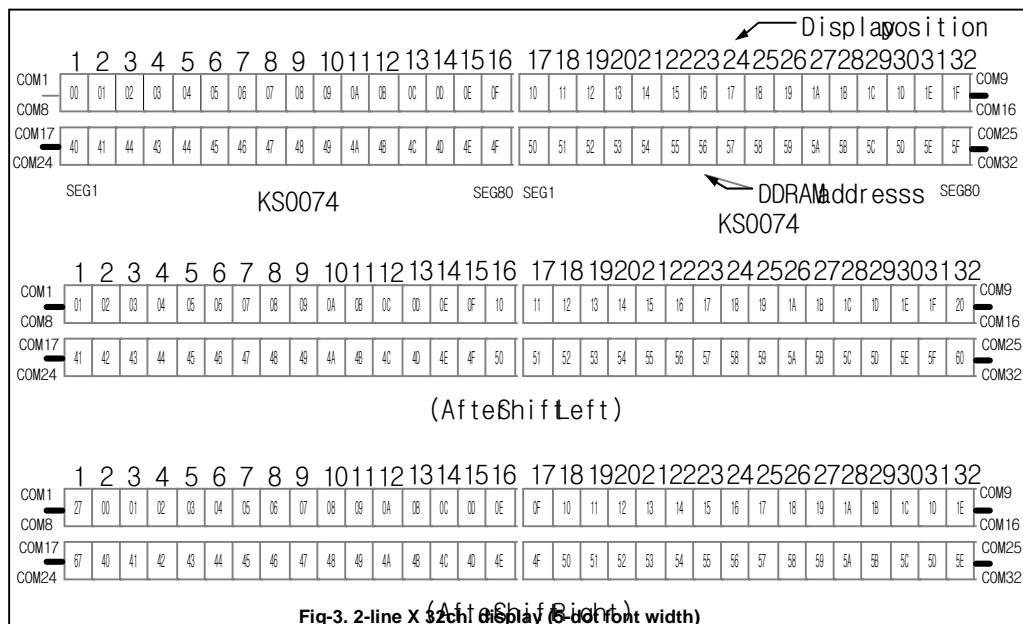 Display position
1 2 3 4 5 6 7 8 9 10 11 12 13 14 15 16 17 18 19 20 21 22 23 24 25 26 27 28 29 30 31 32
COM1 COM9
00 01 02 03 04 05 06 07 08 09 0A 0B 0C 0D 0E 0F 10 11 12 13 14 15 16 17 18 19 1A 1B 1C 1D 1E 1F
COM8 COM16
COM17 COM25
40 41 44 43 44 45 46 47 48 49 4A 4B 4C 4D 4E 4F 50 51 52 53 54 55 56 57 58 59 5A 5B 5C 5D 5E 5F
COM24 COM32
SEG1 SEG80 SEG1 SEG80
KS0074 DDRAM addresss
KS0074
1 2 3 4 5 6 7 8 9 10 11 12 13 14 15 16 17 18 19 20 21 22 23 24 25 26 27 28 29 30 31 32
COM1 COM9
01 02 03 04 05 06 07 08 09 0A 0B 0C 0D 0E 0F 10 11 12 13 14 15 16 17 18 19 1A 1B 1C 1D 1E 1F 20
COM8 COM16
COM17 COM25
41 42 43 44 45 46 47 48 49 4A 4B 4C 4D 4E 4F 50 51 52 53 54 55 56 57 58 59 5A 5B 5C 5D 5E 5F 60
COM24 COM32
(After Shift Left)
1 2 3 4 5 6 7 8 9 10 11 12 13 14 15 16 17 18 19 20 21 22 23 24 25 26 27 28 29 30 31 32
COM1 COM9
27 00 01 02 03 04 05 06 07 08 09 0A 0B 0C 0D 0E 0F 10 11 12 13 14 15 16 17 18 19 1A 1B 1C 1D 1E
COM8 COM16
COM17 COM25
67 40 41 42 43 44 45 46 47 48 49 4A 4B 4C 4D 4E 4F 50 51 52 53 54 55 56 57 58 59 5A 5B 5C 5D 5E
COM24 COM32
(After Shift Right)
Fig-3. 2-line X 32ch. display (5-dot font width)